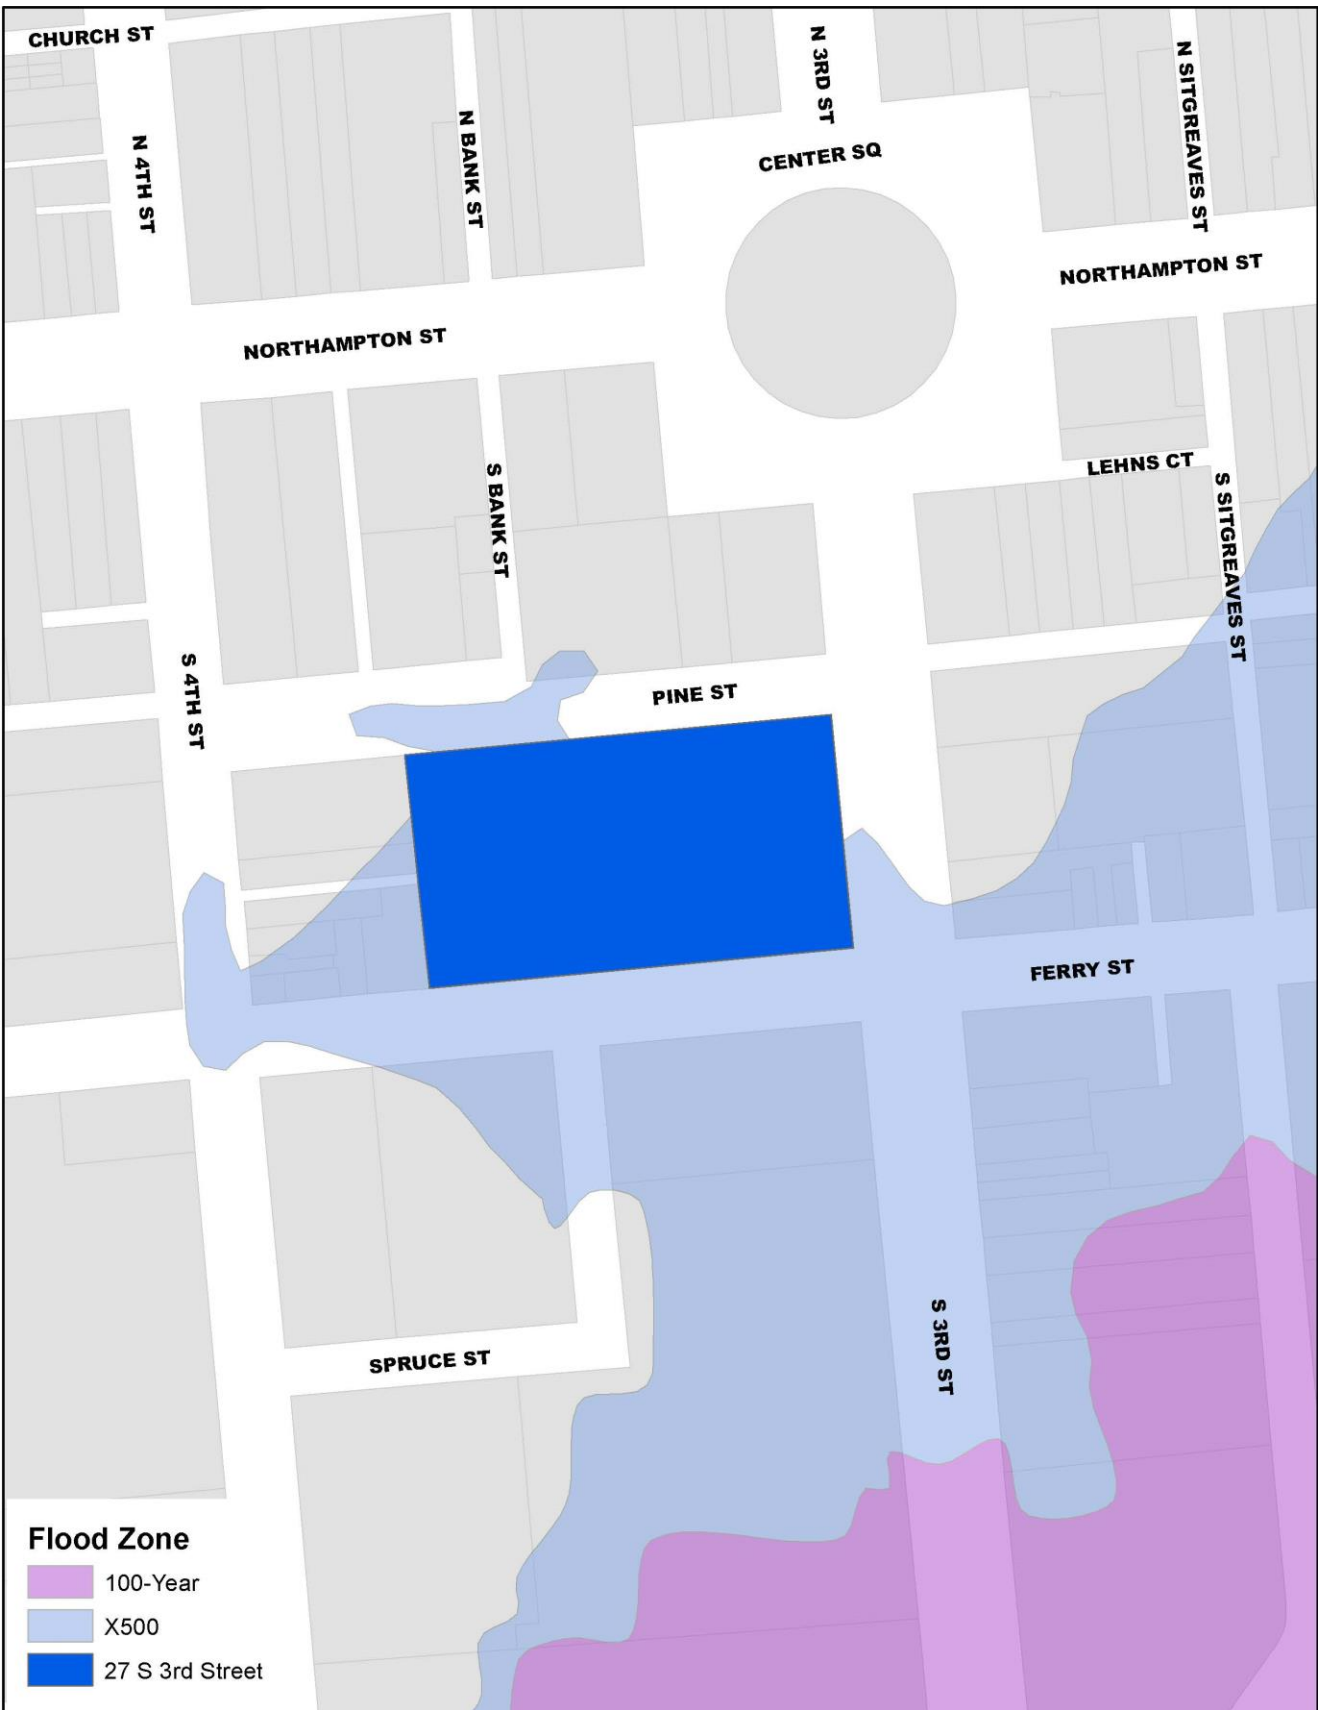 CHURCH ST
N 3RD ST
N SITGREAVES ST
N BANK ST
N 4TH ST
CENTER SQ
NORTHAMPTON ST
NORTHAMPTON ST
LEHNS CT
S BANK ST
S SITGREAVES ST
S 4TH ST
PINE ST
FERRY ST
S 3RD ST
SPRUCE ST
Flood Zone
100-Year
X500
27 S 3rd Street